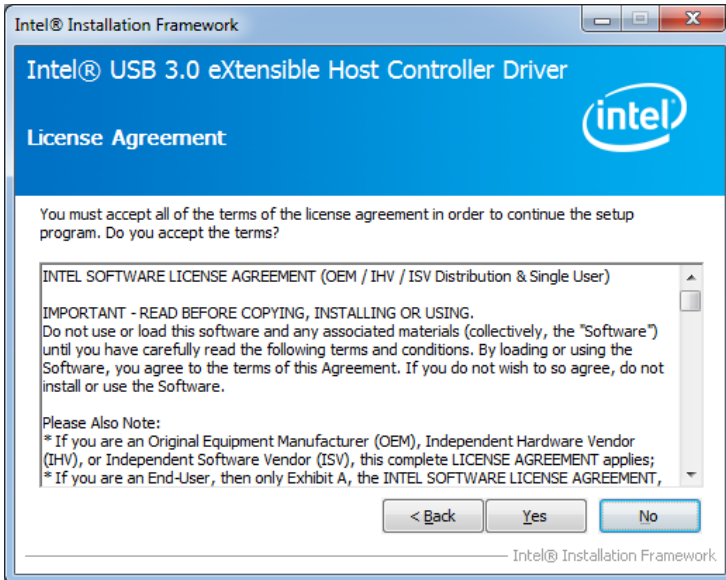 Intel® Installation Framework
Intel® USB 3.0 eXtensible Host Controller Driver
License Agreement
intel
You must accept all of the terms of the license agreement in order to continue the setup
program. Do you accept the terms?
INTEL SOFTWARE LICENSE AGREEMENT (OEM / IHV / ISV Distribution & Single User)
IMPORTANT - READ BEFORE COPYING, INSTALLING OR USING.
Do not use or load this software and any associated materials (collectively, the "Software")
until you have carefully read the following terms and conditions. By loading or using the
Software, you agree to the terms of this Agreement. If you do not wish to so agree, do not
install or use the Software.
Please Also Note:
* If you are an Original Equipment Manufacturer (OEM), Independent Hardware Vendor
(IHV), or Independent Software Vendor (ISV), this complete LICENSE AGREEMENT applies;
* If you are an End-User, then only Exhibit A, the INTEL SOFTWARE LICENSE AGREEMENT,
< Back
Yes
No
Intel® Installation Framework